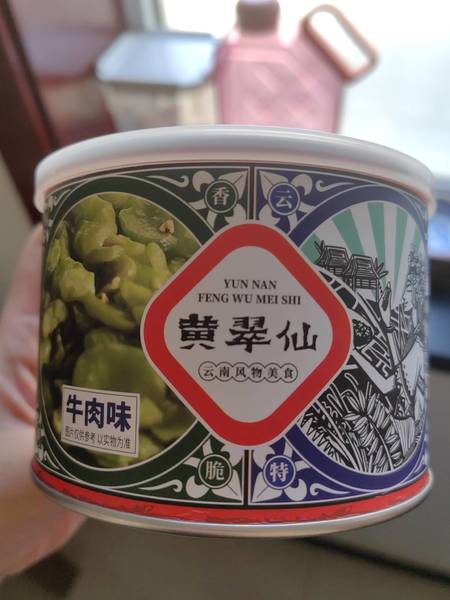 香
云
YUN NAN
FENG WU MEI SHI
黄翠仙
云南风物美食
牛肉味
图片仅供参考 以实物为准
脆
特